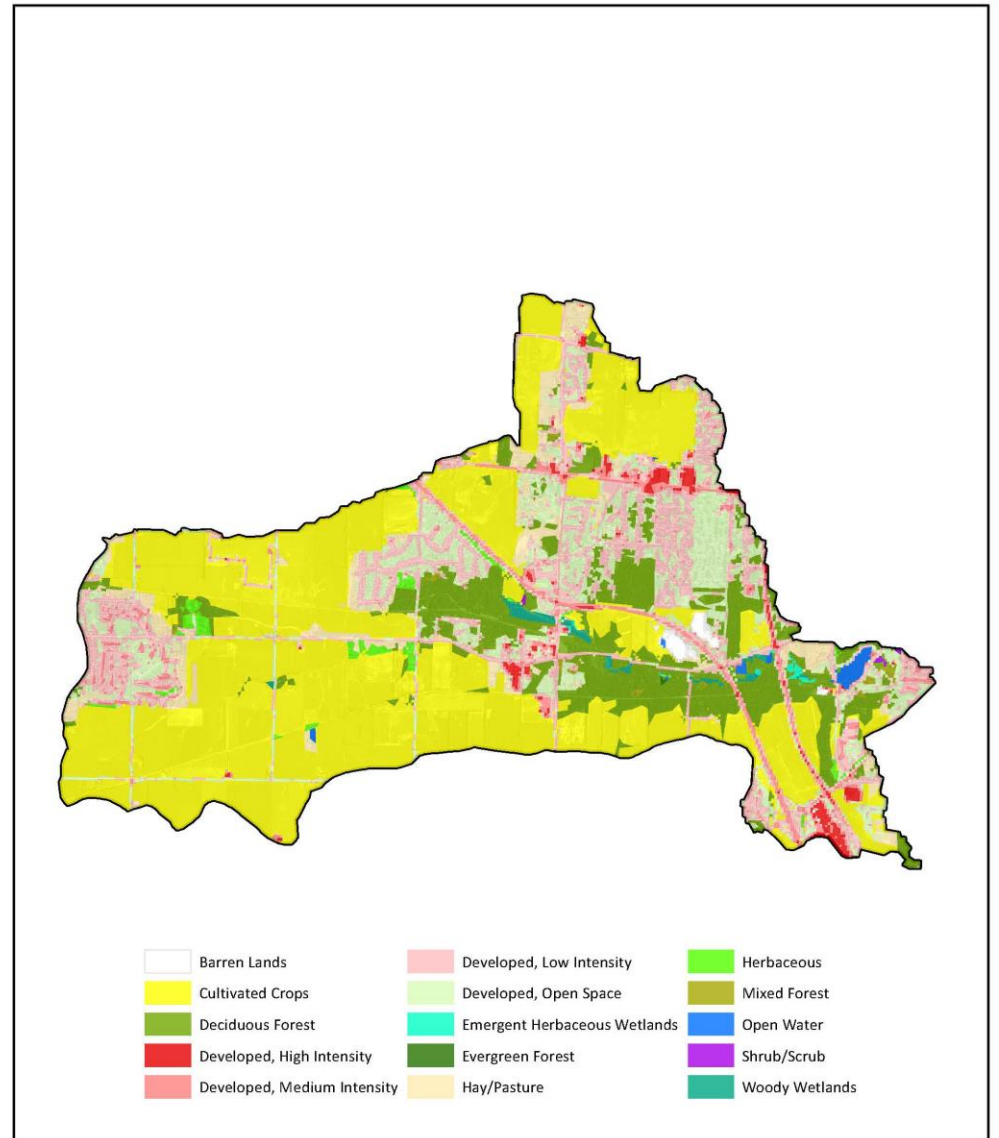 Barren Lands
Cultivated Crops
Deciduous Forest
Developed, High Intensity
Developed, Medium Intensity
Developed, Low Intensity
Developed, Open Space
Emergent Herbaceous Wetlands
Evergreen Forest
Hay/Pasture
Herbaceous
Mixed Forest
Open Water
Shrub/Scrub
Woody Wetlands